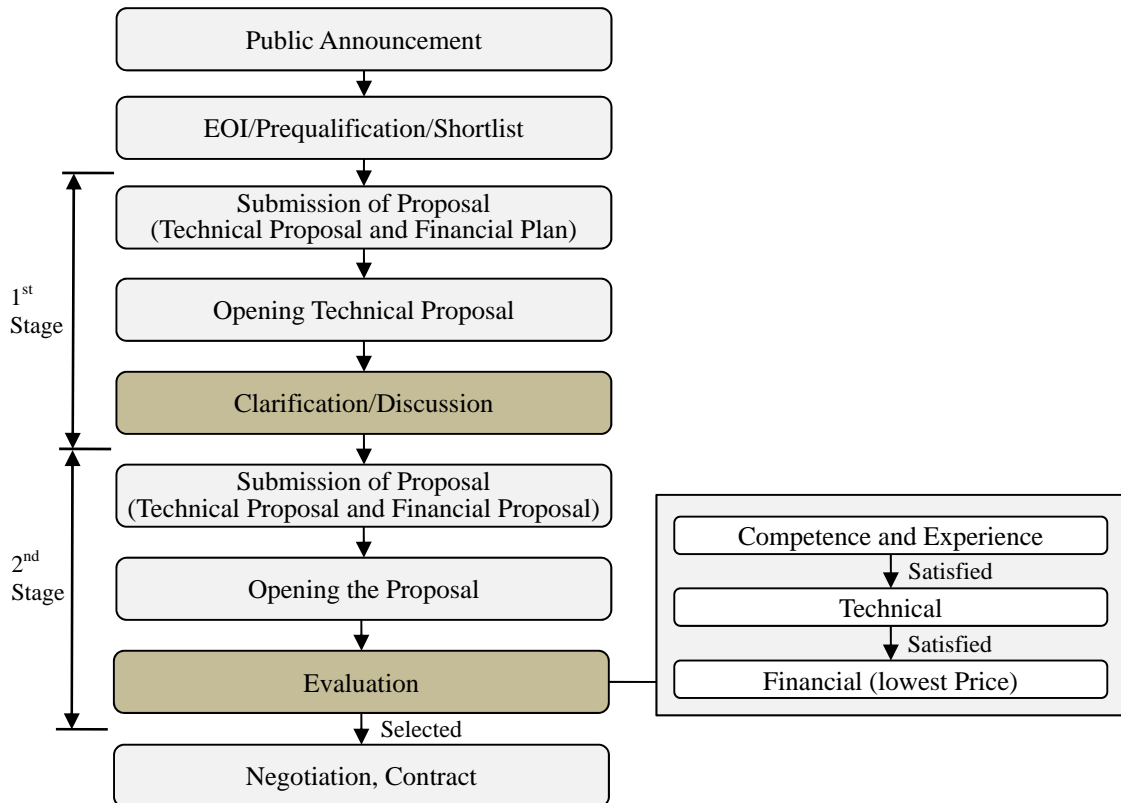 Public Announcement
EOI/Prequalification/Shortlist
1st
Stage
Submission of Proposal
(Technical Proposal and Financial Plan)
Opening Technical Proposal
Clarification/Discussion
2nd
Stage
Submission of Proposal
(Technical Proposal and Financial Proposal)
Opening the Proposal
Evaluation
Selected
Negotiation, Contract
Competence and Experience
Satisfied
Technical
Satisfied
Financial (lowest Price)